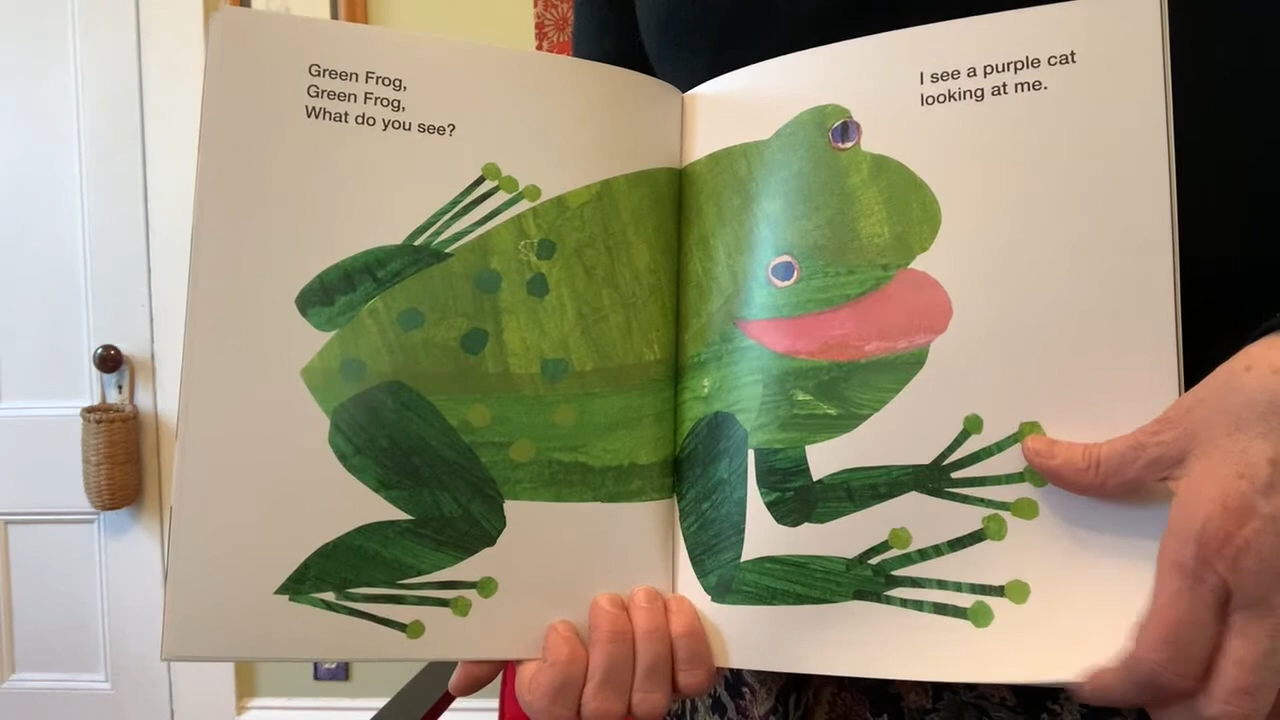 Green Frog,
Green Frog,
What do you see?
I see a purple cat
looking at me.